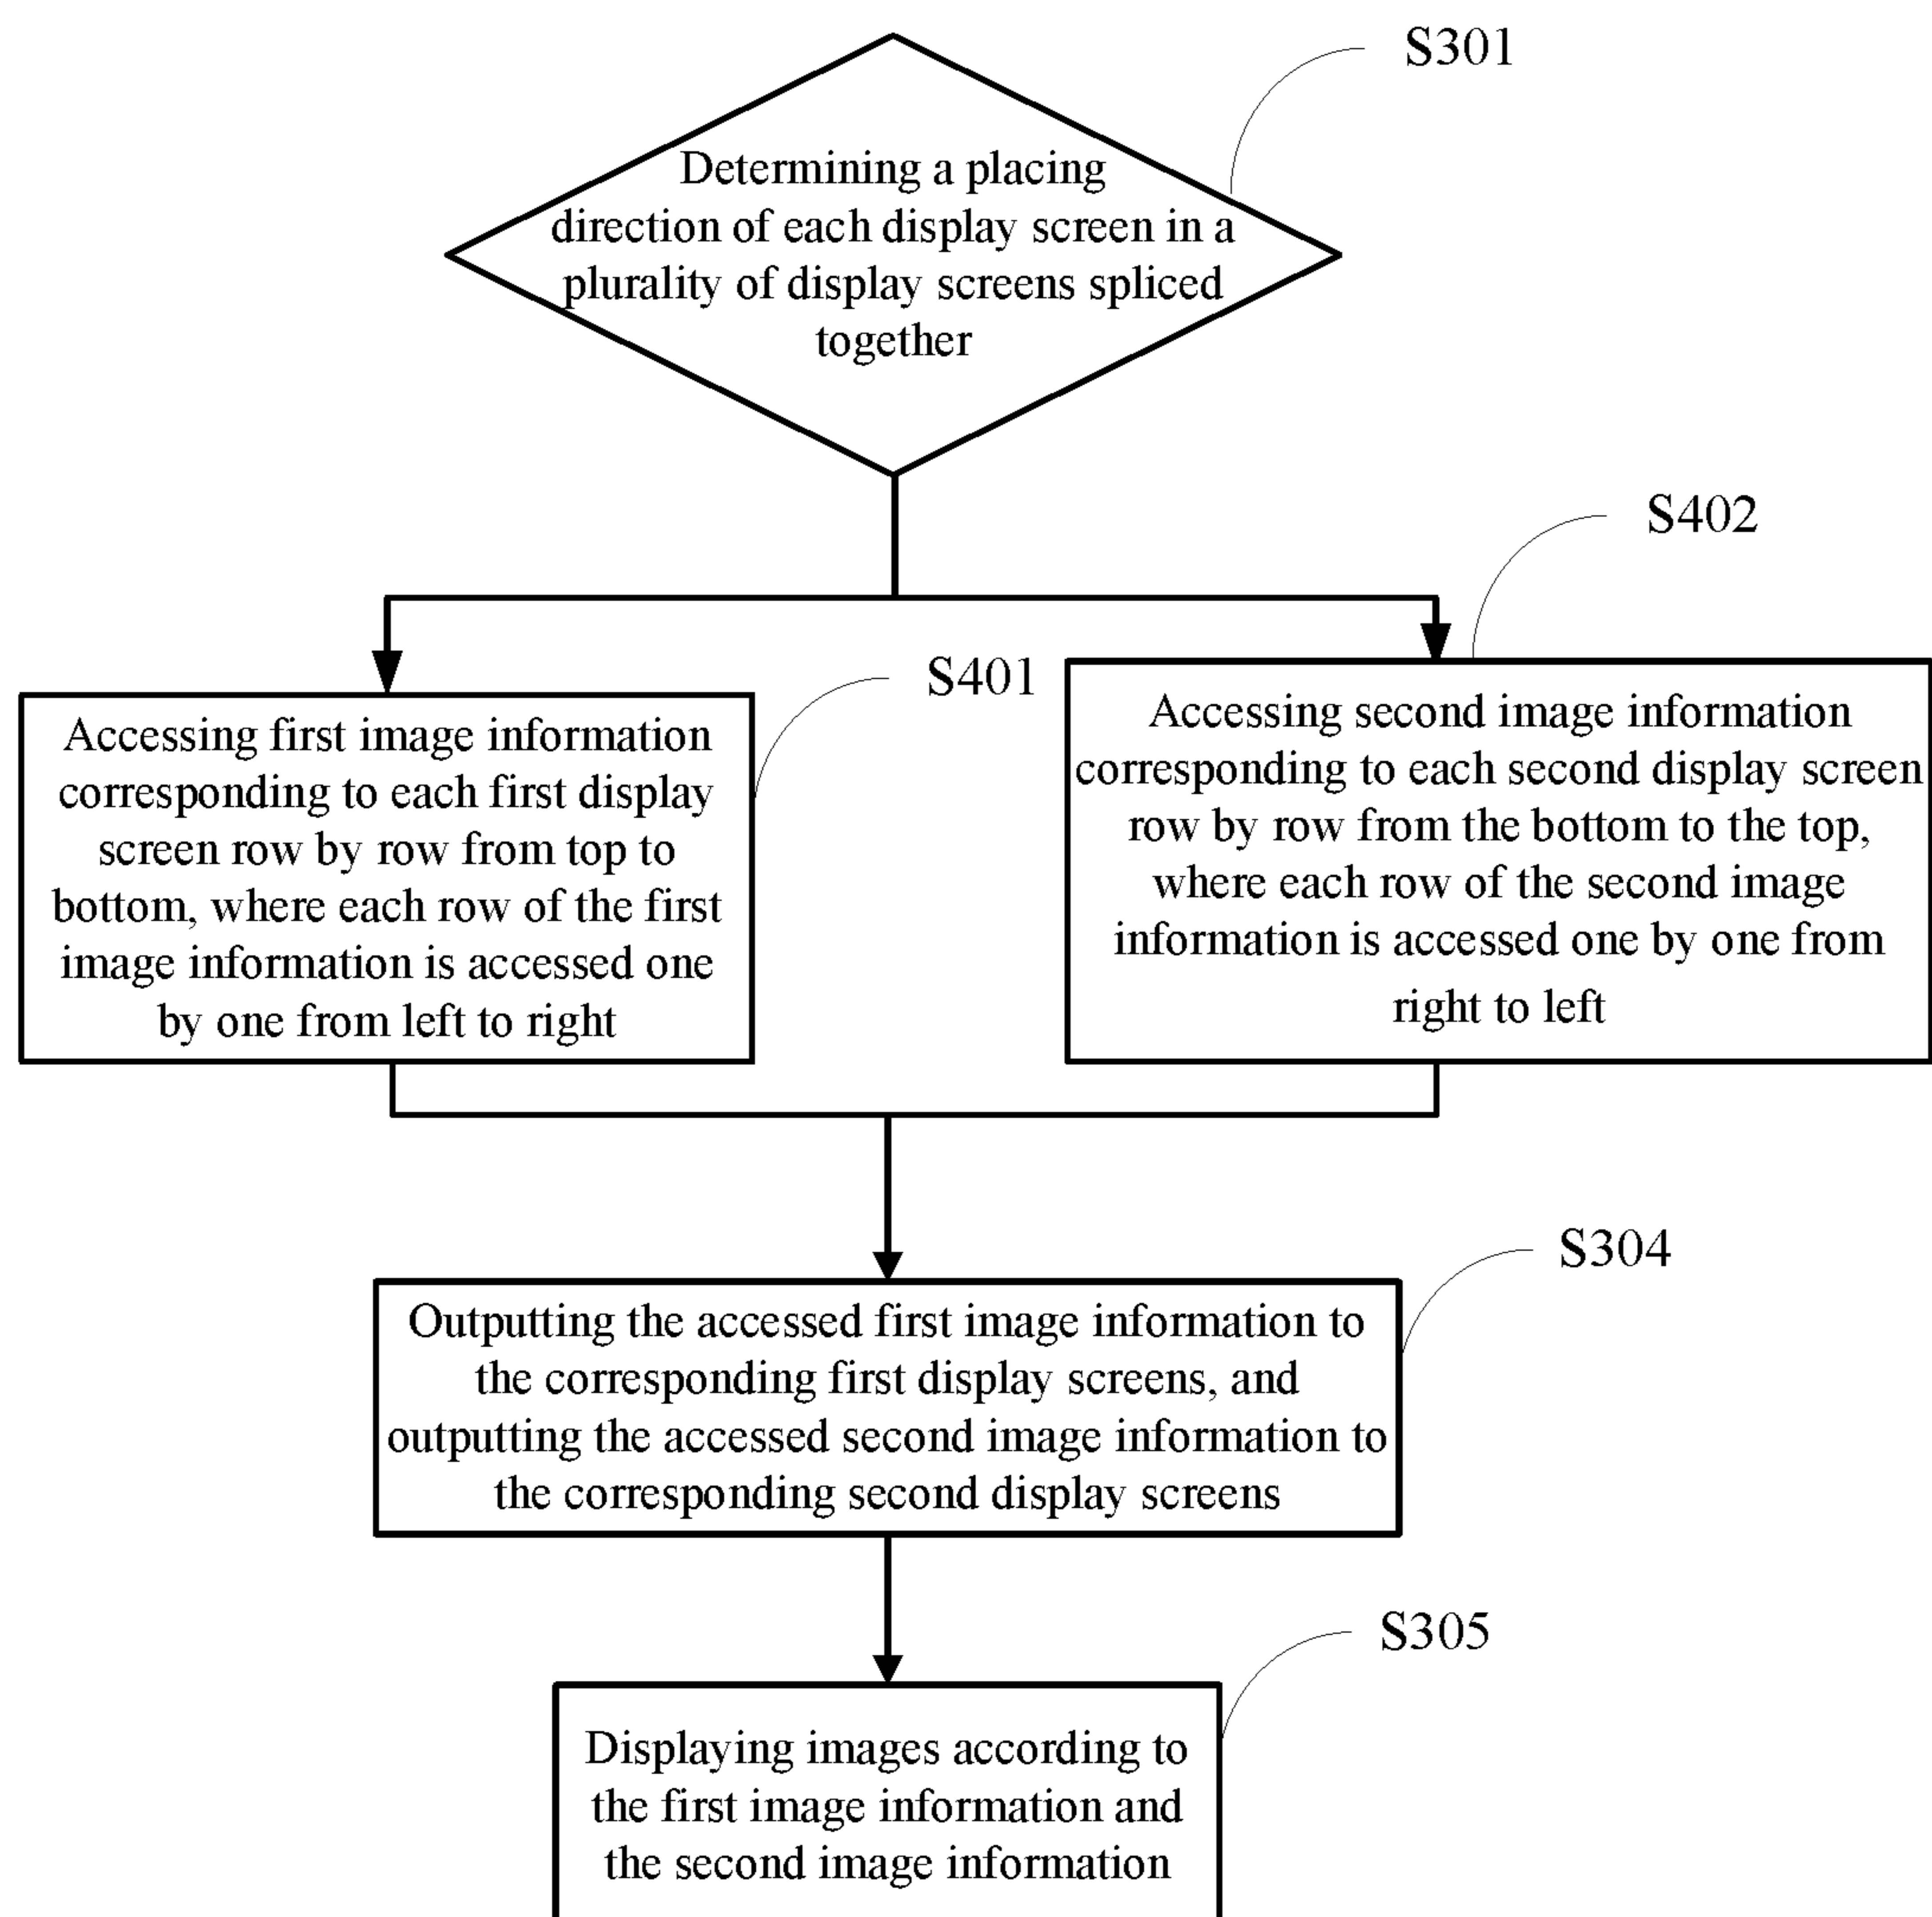 S301
Determining a placing
direction of each display screen in a
plurality of display screens spliced
together
S401
Accessing first image information
corresponding to each first display
screen row by row from top to
bottom, where each row of the first
image information is accessed one
by one from left to right
S402
Accessing second image information
corresponding to each second display screen
row by row from the bottom to the top,
where each row of the second image
information is accessed one by one from
right to left
S304
Outputting the accessed first image information to
the corresponding first display screens, and
outputting the accessed second image information to
the corresponding second display screens
S305
Displaying images according to
the first image information and
the second image information